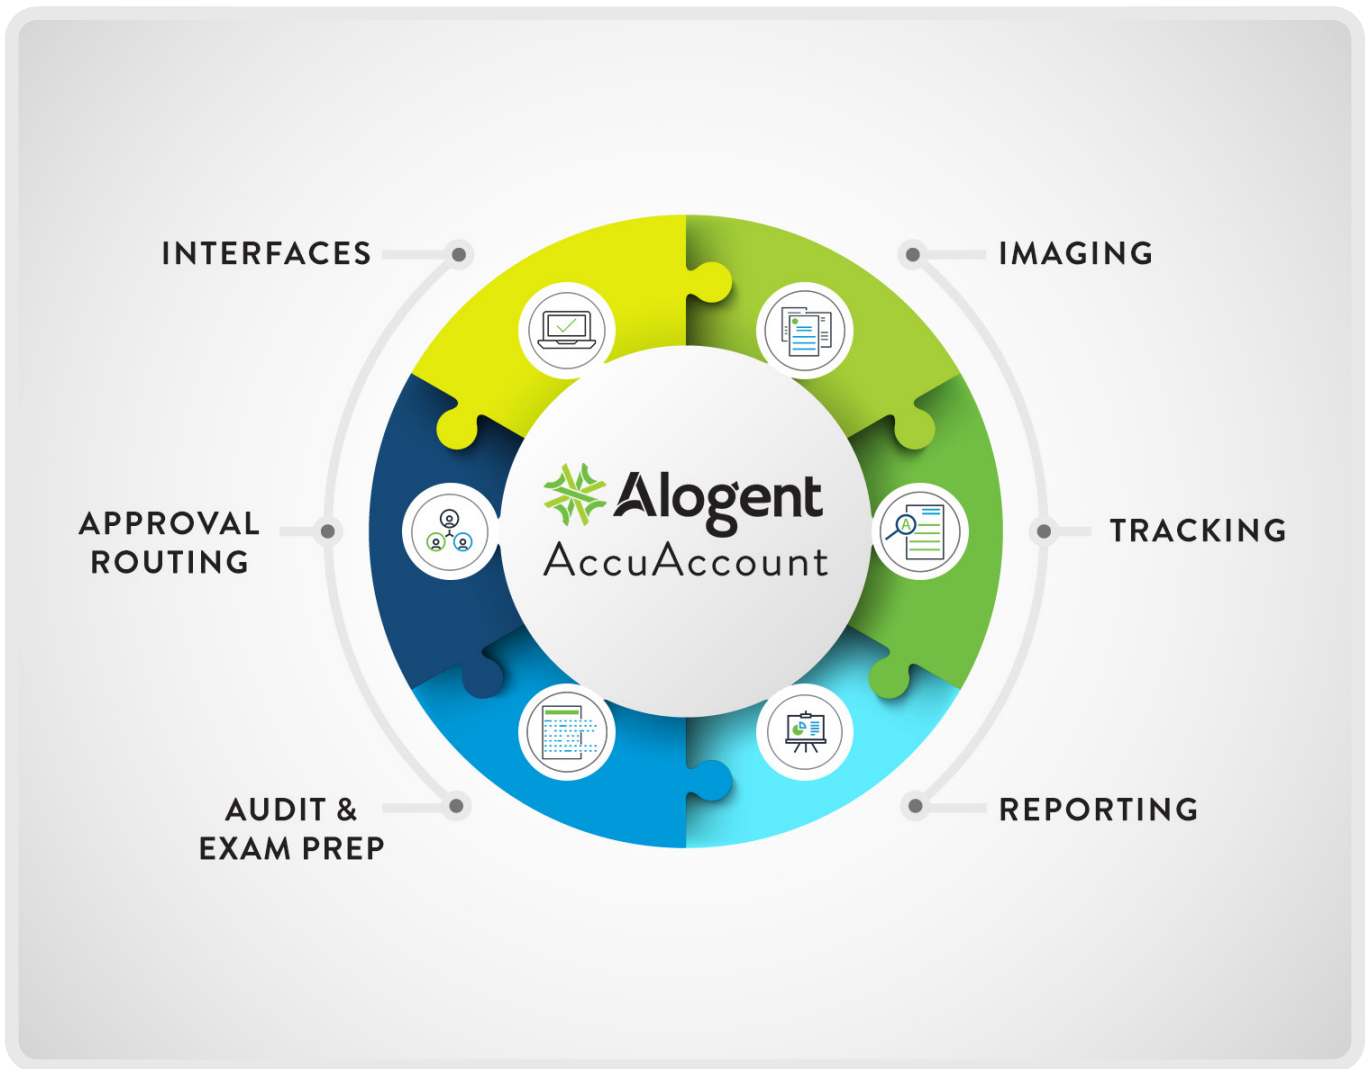 INTERFACES
IMAGING
Alogent
AccuAccount
APPROVAL
ROUTING
A
TRACKING
AUDIT &
EXAM PREP
REPORTING